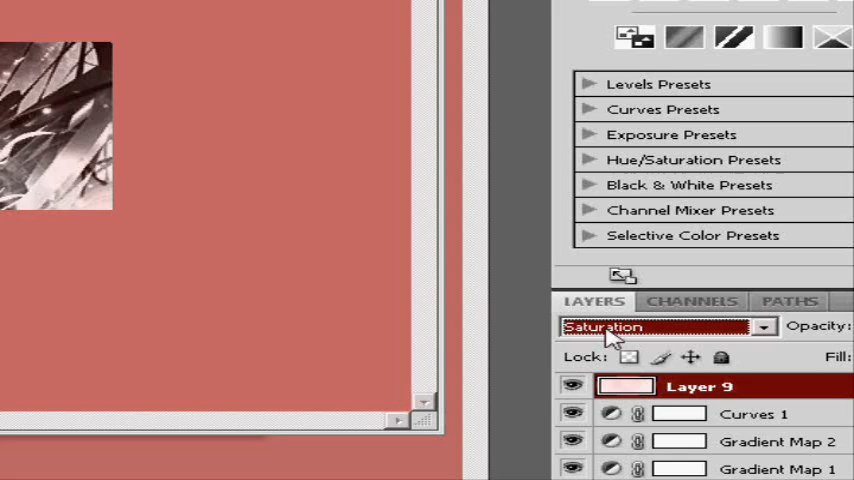 Levels Presets
Curves Presets
Exposure Presets
Hue/Saturation Presets
Black & White Presets
Channel Mixer Presets
Selective Color Presets
LAYERS CHANNELS PATHS
Saturation Opacity:
Lock: Fill:
Layer 9
Curves 1
Gradient Map 2
Gradient Map 1